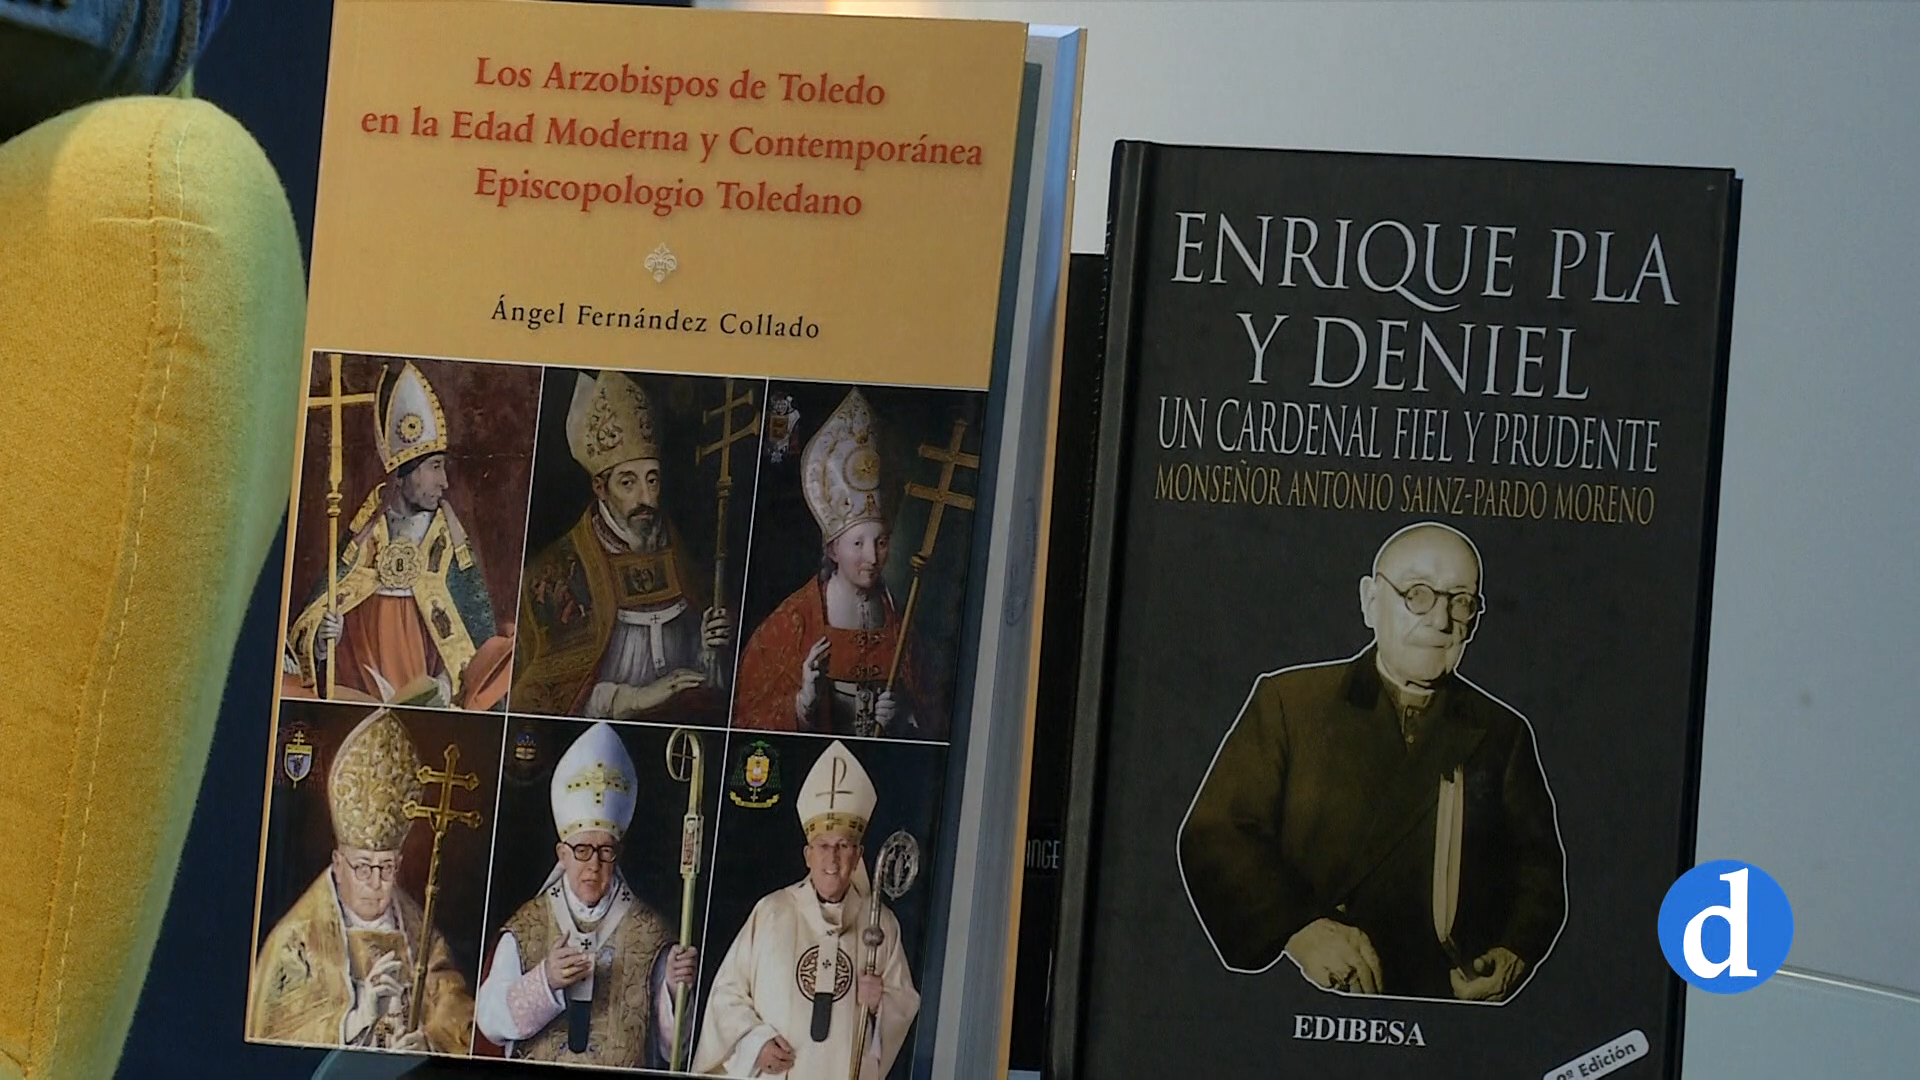 Los Arzobispos de Toledo
en la Edad Moderna y Contemporánea
Episcopologio Toledano
Ángel Fernández Collado
ENRIQUE PLA
Y DENIEL
UN CARDENAL FIEL Y PRUDENTE
MONSEÑOR ANTONIO SAINZ-PARDO MORENO
EDIBESA
Edición
d